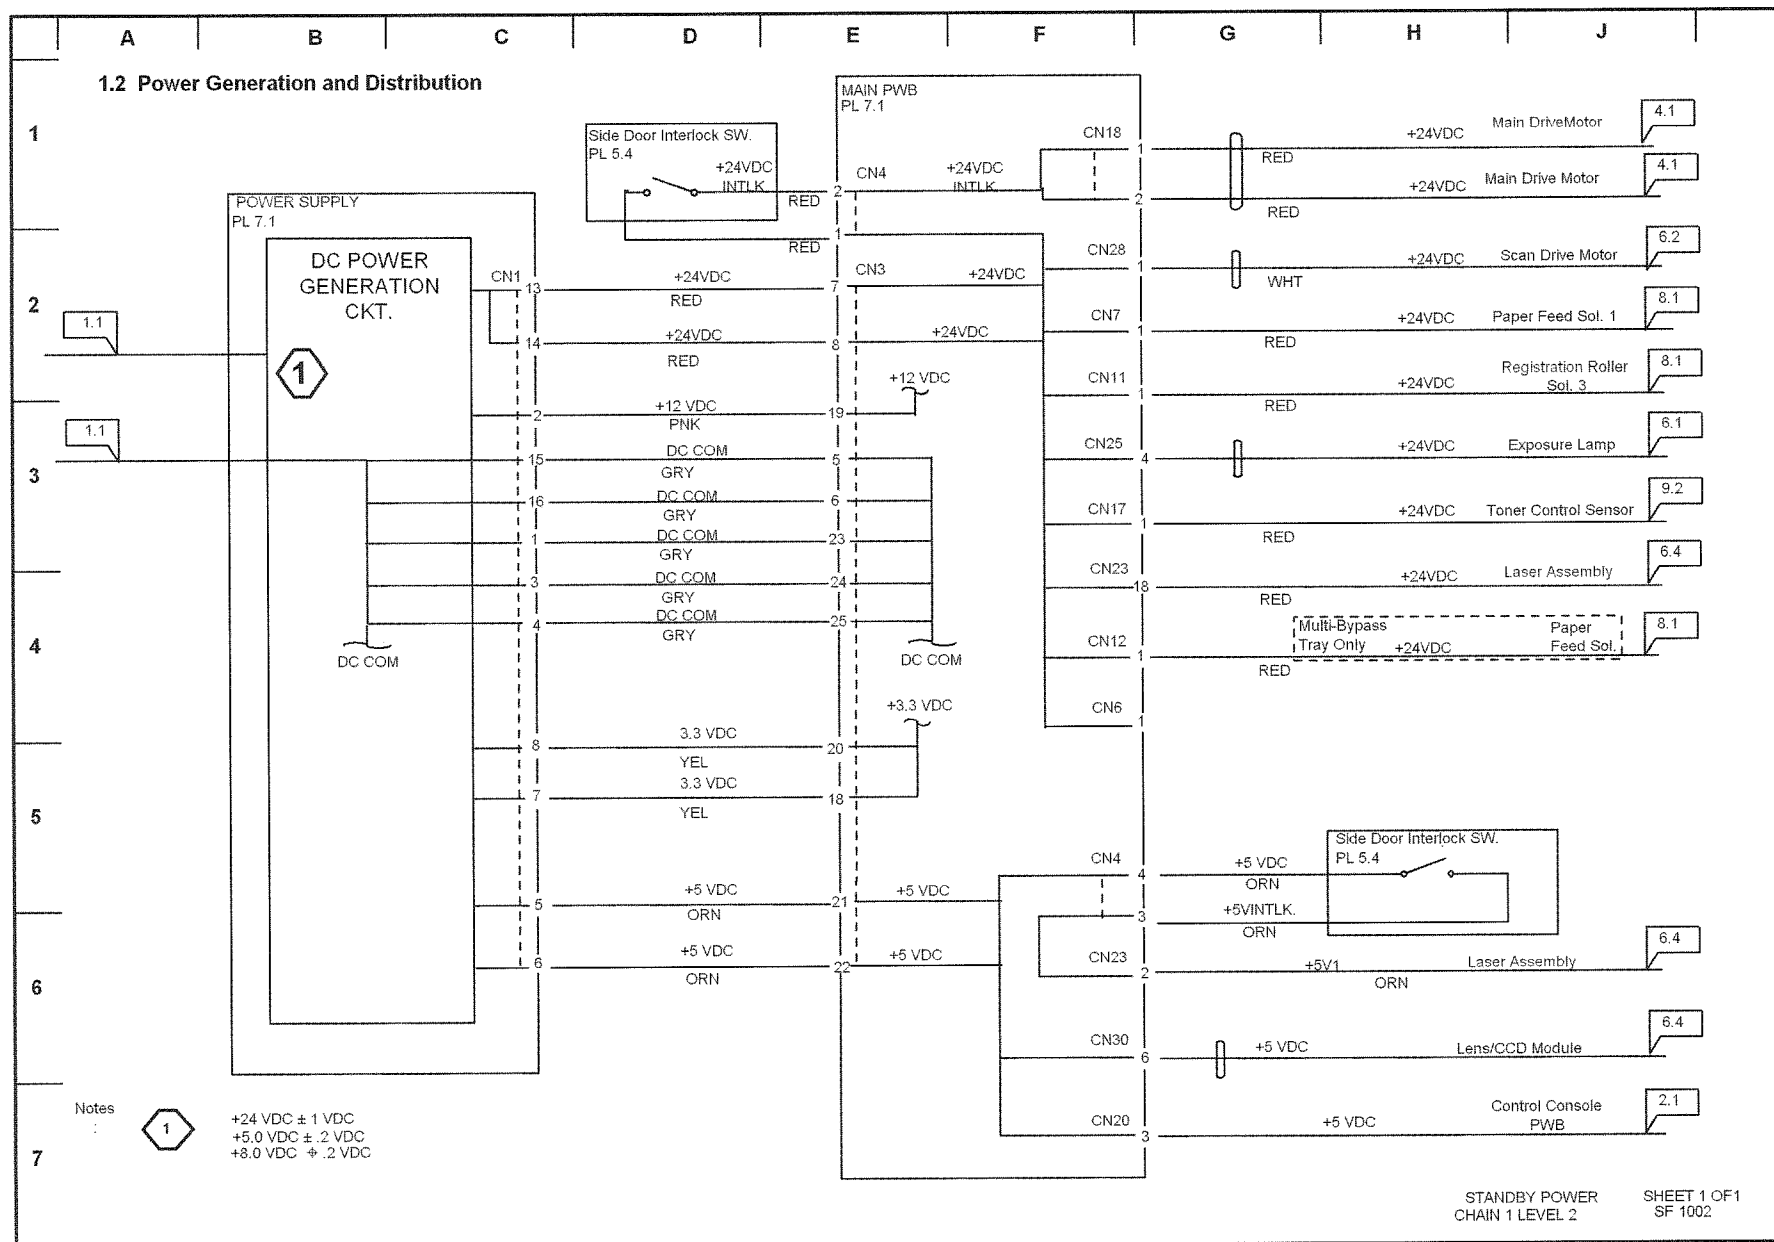 A B C D E F G H J
1.2 Power Generation and Distribution
1
2
3
4
5
6
7
MAIN PWB
PL 7.1
Side Door Interlock SW.
PL 5.4
+24VDC
INTLK
RED
RED
CN4
2
1
+24VDC
INTLK
POWER SUPPLY
PL 7.1
DC POWER
GENERATION
CKT.
1
1.1
1.1
DC COM
CN1
13
+24VDC
RED
CN3
7
+24VDC
14
+24VDC
RED
8
+24VDC
2
+12 VDC
PNK
19
+12 VDC
15
DC COM
GRY
5
16
DC COM
GRY
6
1
DC COM
GRY
23
3
DC COM
GRY
24
4
DC COM
GRY
25
DC COM
8
3.3 VDC
YEL
20
+3.3 VDC
7
3.3 VDC
YEL
18
5
+5 VDC
ORN
21
+5 VDC
6
+5 VDC
ORN
22
+5 VDC
CN18
1
RED
+24VDC
Main DriveMotor
4.1
2
RED
+24VDC
Main Drive Motor
4.1
CN28
1
WHT
+24VDC
Scan Drive Motor
6.2
CN7
1
RED
+24VDC
Paper Feed Sol. 1
8.1
CN11
1
RED
+24VDC
Registration Roller
Sol. 3
8.1
CN25
4
+24VDC
Exposure Lamp
6.1
CN17
1
RED
+24VDC
Toner Control Sensor
9.2
CN23
18
RED
+24VDC
Laser Assembly
6.4
CN12
1
RED
Multi-Bypass
Tray Only
+24VDC
Paper
Feed Sol.
8.1
CN6
1
CN4
4
+5 VDC
ORN
3
+5VINTLK.
ORN
Side Door Interlock SW.
PL 5.4
CN23
2
+5V1
ORN
Laser Assembly
6.4
CN30
6
+5 VDC
Lens/CCD Module
6.4
CN20
3
+5 VDC
Control Console
PWB
2.1
Notes
:
1
+24 VDC ± 1 VDC
+5.0 VDC ± .2 VDC
+8.0 VDC ± .2 VDC
STANDBY POWER
CHAIN 1 LEVEL 2
SHEET 1 OF1
SF 1002